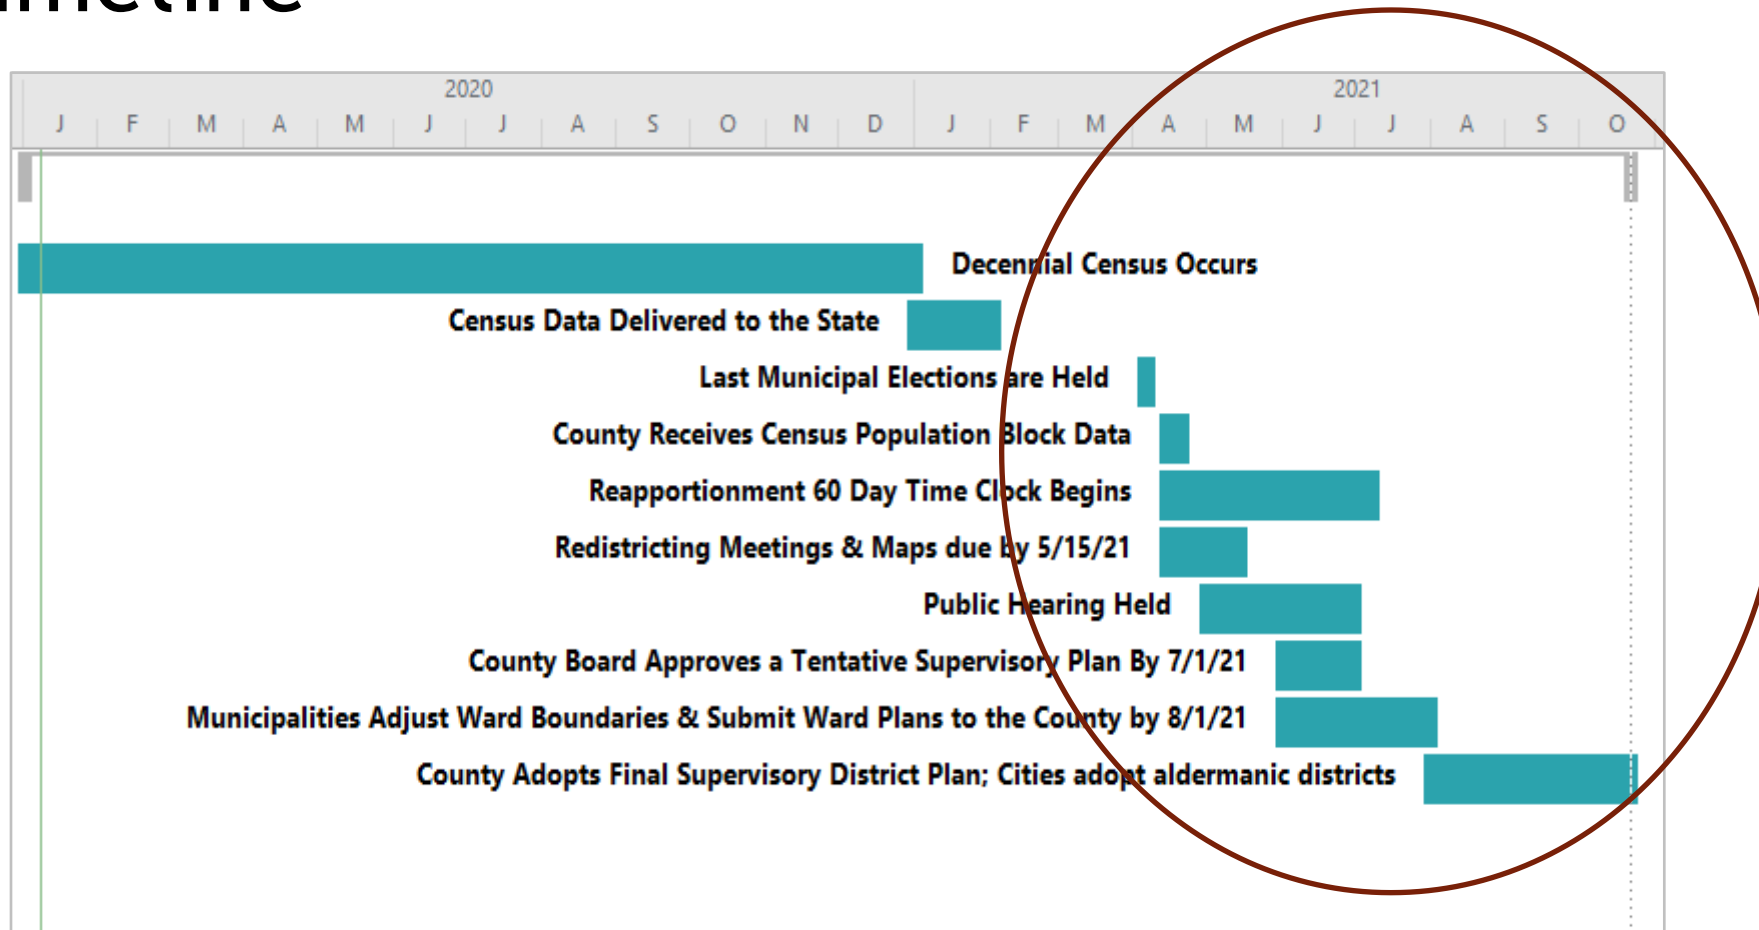 2020 2021
J F M A M J J A S O N D J F M A M J J A S O
Decennial Census Occurs
Census Data Delivered to the State
Last Municipal Elections are Held
County Receives Census Population Block Data
Reapportionment 60 Day Time Clock Begins
Redistricting Meetings & Maps due by 5/15/21
Public Hearing Held
County Board Approves a Tentative Supervisory Plan By 7/1/21
Municipalities Adjust Ward Boundaries & Submit Ward Plans to the County by 8/1/21
County Adopts Final Supervisory District Plan; Cities adopt aldermanic districts